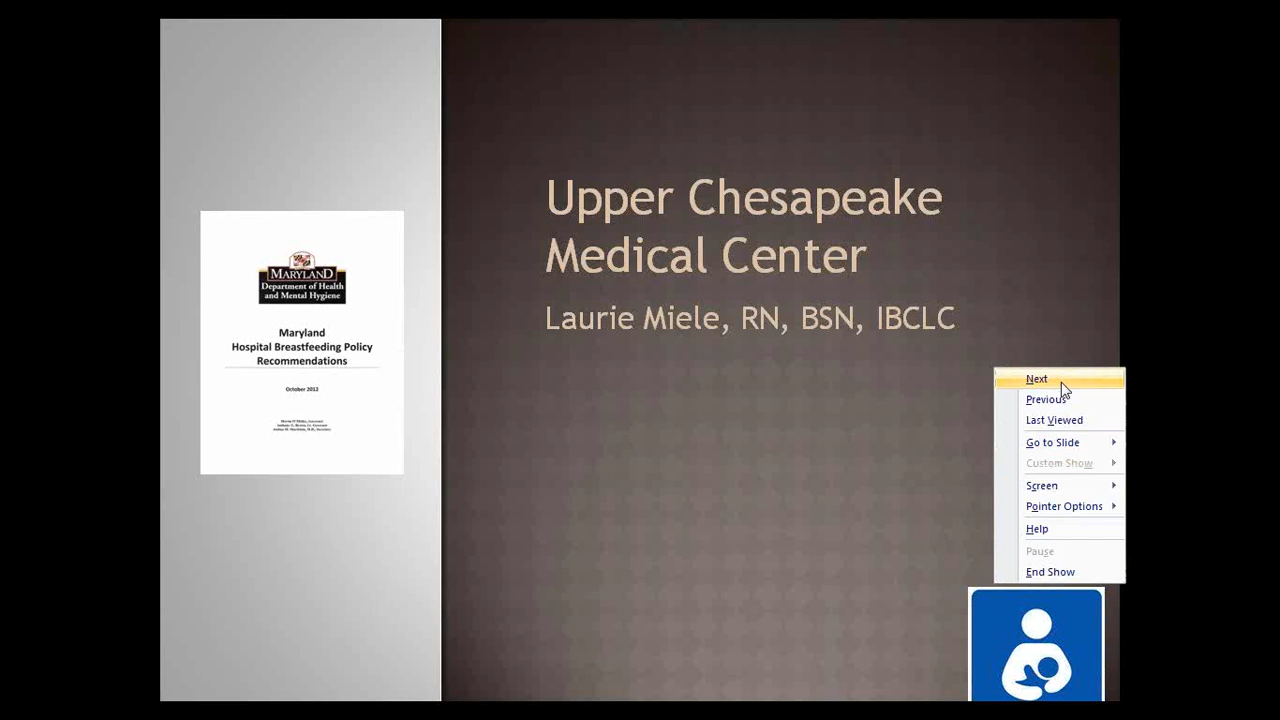 MARYLAND
Department of Health
and Mental Hygiene
Maryland
Hospital Breastfeeding Policy
Recommendations
October 2012
Upper Chesapeake
Medical Center
Laurie Miele, RN, BSN, IBCLC
Next
Previous
Last Viewed
Go to Slide
Custom Show
Screen
Pointer Options
Help
Pause
End Show